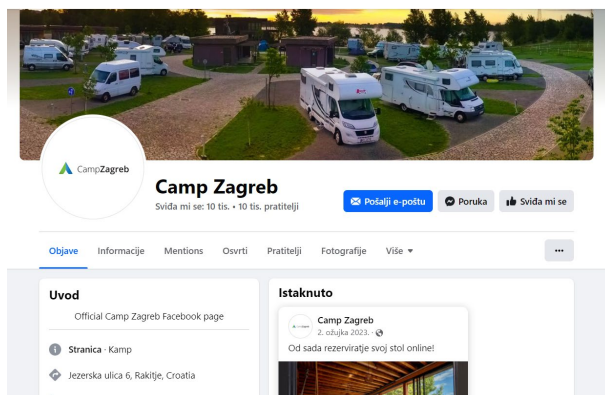 CampZagreb
Camp Zagreb
Sviđa mi se: 10 tis. • 10 tis. pratitelji
Pošalji e-poštu
Poruka
Sviđa mi se
Objave Informacije Mentions Osvrti Pratitelji Fotografije Više
Uvod
Official Camp Zagreb Facebook page
Stranica · Kamp
Jezerska ulica 6, Rakitje, Croatia
Istaknuto
Camp Zagreb
2. ožujka 2023. ·
Od sada rezerviratje svoj stol online!